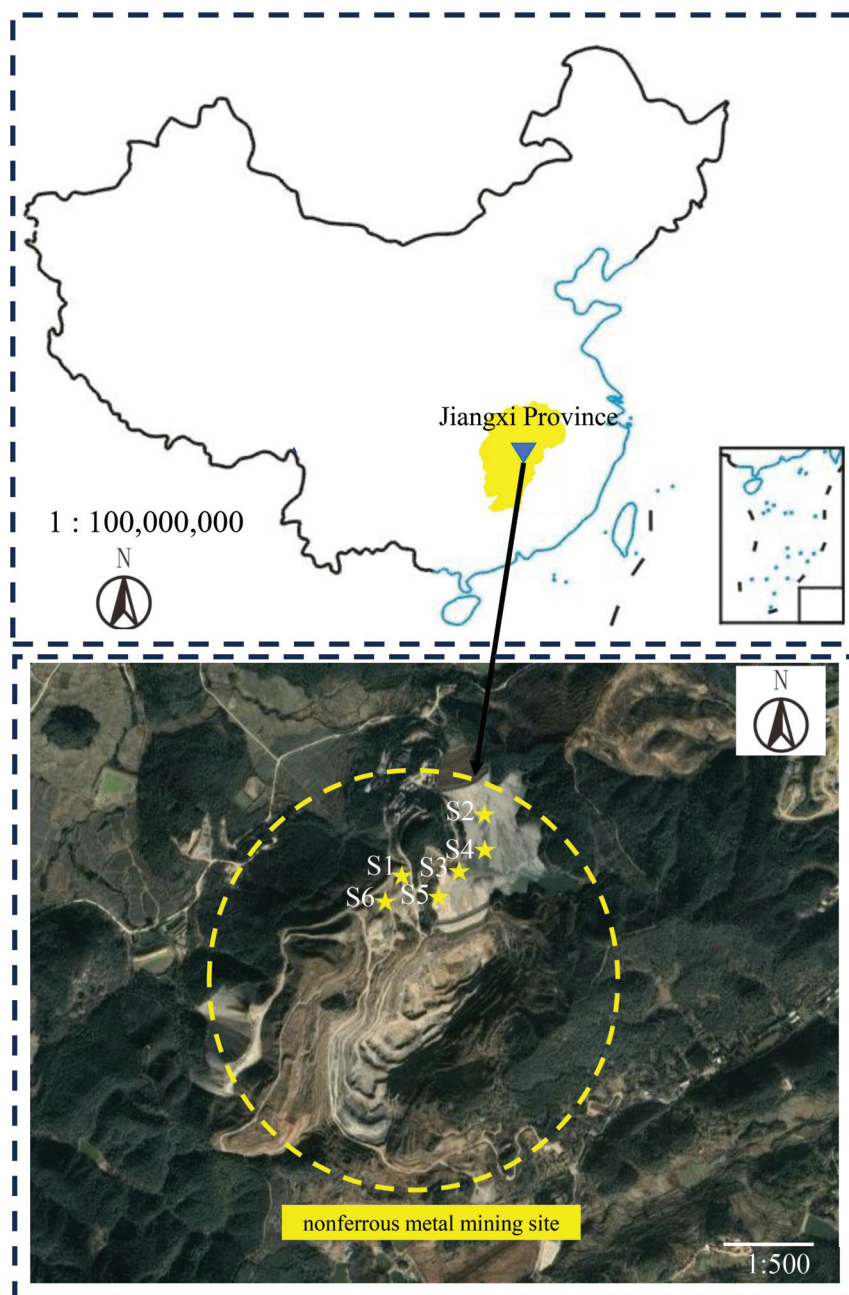 Jiangxi Province
1 : 100,000,000
N
N
S2
S4
S3
S1
S5
S6
nonferrous metal mining site
1:500